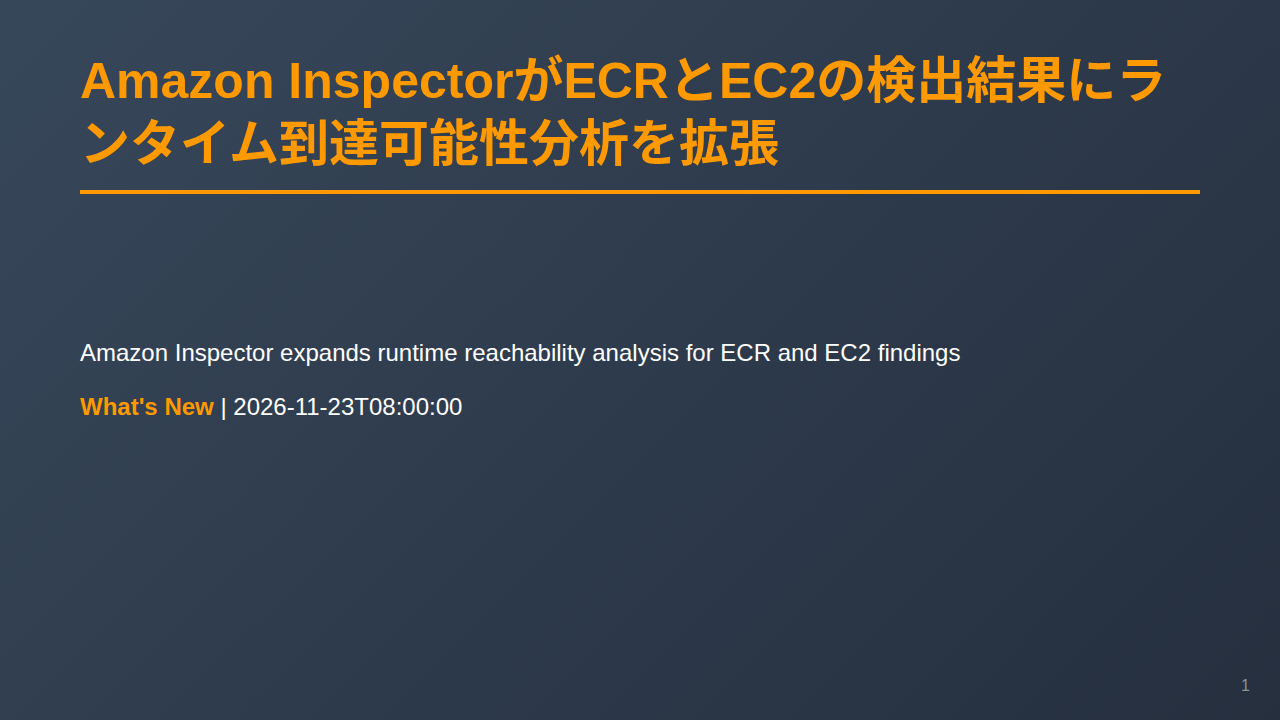 Amazon InspectorがECRとEC2の検出結果にラ
ンタイム到達可能性分析を拡張
Amazon Inspector expands runtime reachability analysis for ECR and EC2 findings
What's New | 2026-11-23T08:00:00
1